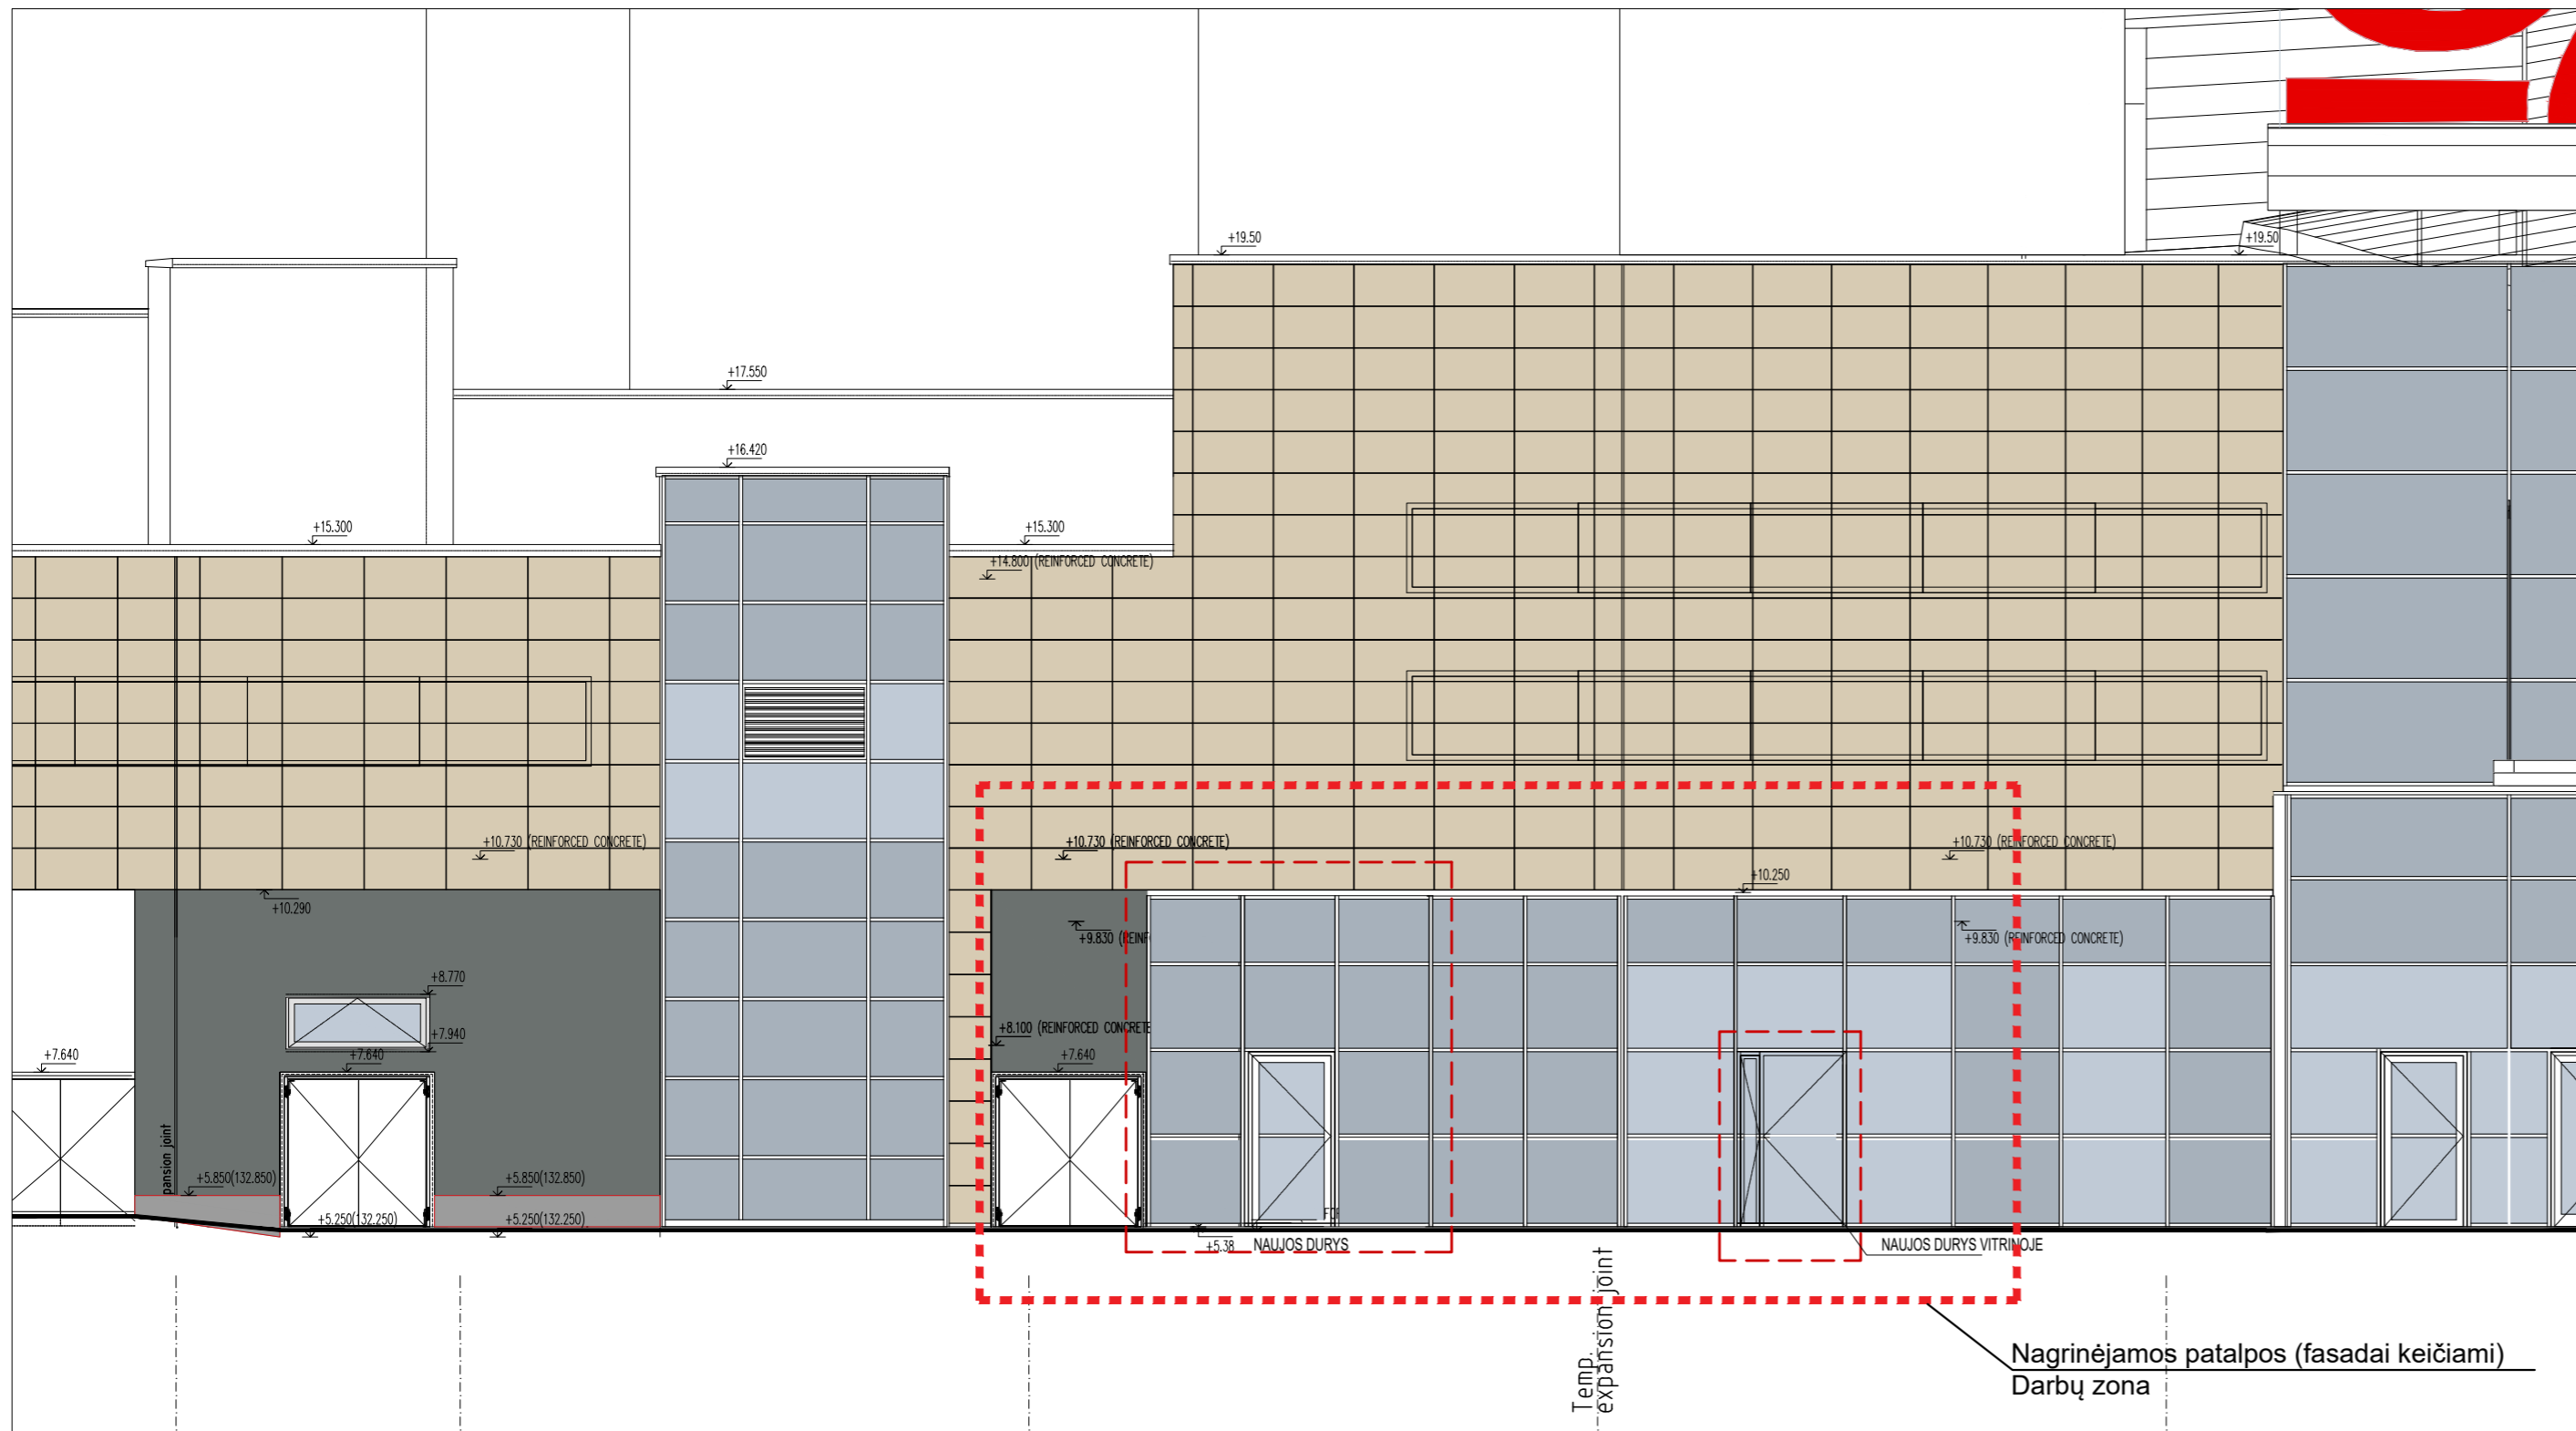 +19.50
+19.50
+17.550
+16.420
+15.300
+15.300
+14.800 (REINFORCED CONCRETE)
+10.730 (REINFORCED CONCRETE)
+10.730 (REINFORCED CONCRETE)
+10.730 (REINFORCED CONCRETE)
+10.250
+10.290
+9.830 (REINF
+9.830 (REINFORCED CONCRETE)
+8.770
+8.100 (REINFORCED CONCRETE
+7.940
+7.640
+7.640
+7.640
pansion joint
+5.850(132.850)
+5.850(132.850)
+5.250(132.250)
+5.250(132.250)
+5.38
NAUJOS DURYS
NAUJOS DURYS VITRINOJE
Temp.
expansion joint
Nagrinėjamos patalpos (fasadai keičiami)
Darbų zona